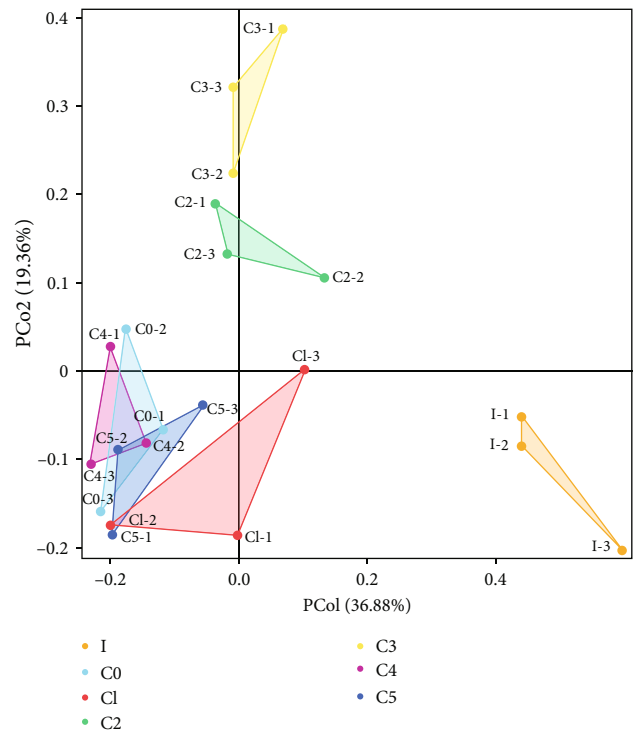 0.4
C3-1
0.3
C3-3
C3-2
0.2
C2-1
C2-3
0.1
C2-2
PCo2 (19.36%)
C4-1
C0-2
0
Cl-3
C5-3
C0-1
C5-2
C4-2
I-1
I-2
−0.1
C4-3
C0-3
Cl-2
C5-1
Cl-1
I-3
−0.2
−0.2
0.0
0.2
0.4
PCol (36.88%)
I
C0
Cl
C2
C3
C4
C5